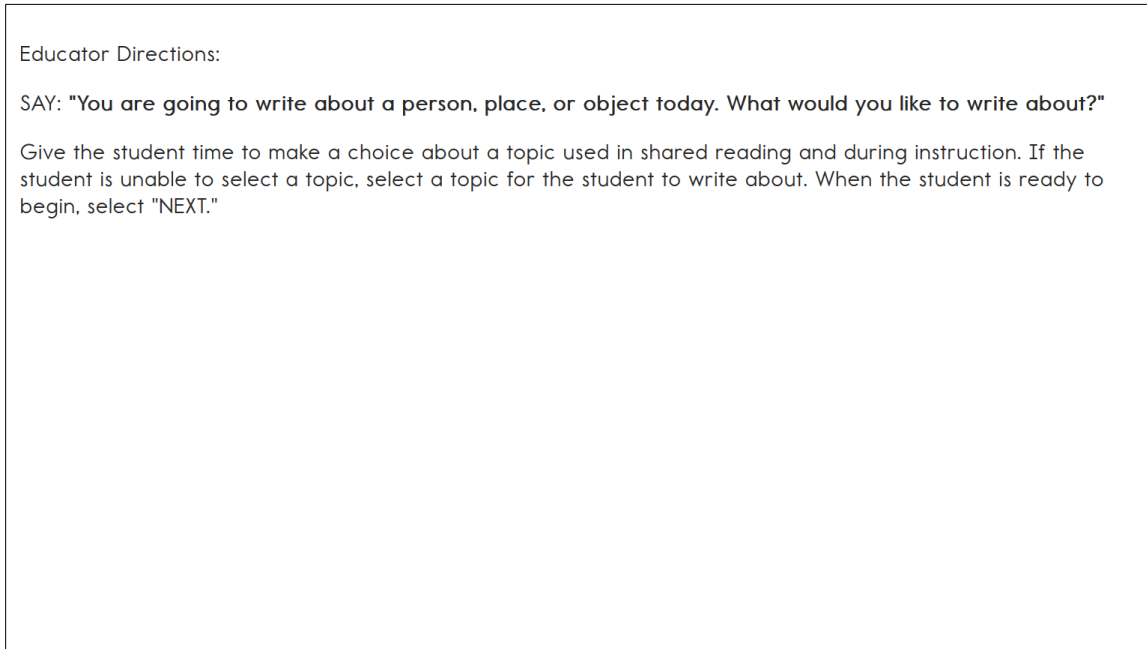 Educator Directions:
SAY: "You are going to write about a person, place, or object today. What would you like to write about?"
Give the student time to make a choice about a topic used in shared reading and during instruction. If the
student is unable to select a topic, select a topic for the student to write about. When the student is ready to
begin, select "NEXT."